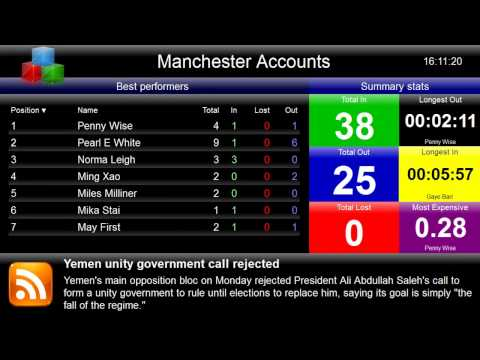 Manchester Accounts 16:11:20
Best performers
Position ▾ Name Total In Lost Out
1 Penny Wise 4 1 0 1
2 Pearl E White 9 1 0 6
3 Norma Leigh 3 3 0 0
4 Ming Xao 2 0 0 2
5 Miles Milliner 2 0 0 2
6 Mika Stai 1 1 0 0
7 May First 2 1 0 1
Summary stats
Total In Longest Out
38 00:02:11
Penny Wise
Total Out Longest In
25 00:05:57
Gaye Barr
Total Lost Most Expensive
0 0.28
Penny Wise
Yemen unity government call rejected
Yemen's main opposition bloc on Monday rejected President Ali Abdullah Saleh's call to
form a unity government to rule until elections to replace him, saying its goal is simply "the
fall of the regime."